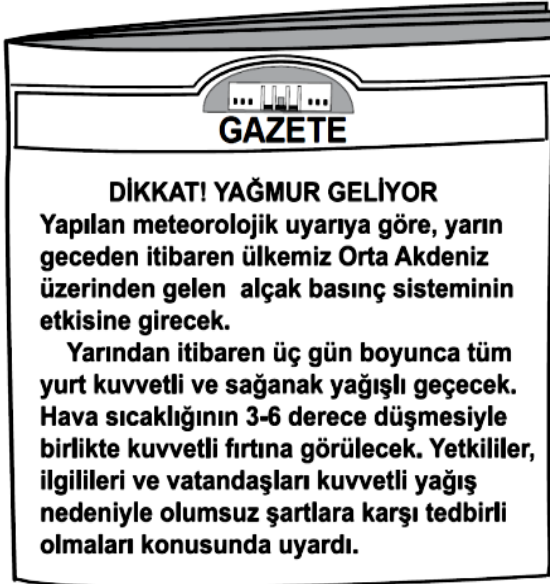 GAZETE
DİKKAT! YAĞMUR GELİYOR
Yapılan meteorolojik uyarıya göre, yarın
geceden itibaren ülkemiz Orta Akdeniz
üzerinden gelen alçak basınç sisteminin
etkisine girecek.
Yarından itibaren üç gün boyunca tüm
yurt kuvvetli ve sağanak yağışlı geçecek.
Hava sıcaklığının 3-6 derece düşmesiyle
birlikte kuvvetli fırtına görülecek. Yetkililer,
ilgilileri ve vatandaşları kuvvetli yağış
nedeniyle olumsuz şartlara karşı tedbirli
olmaları konusunda uyardı.